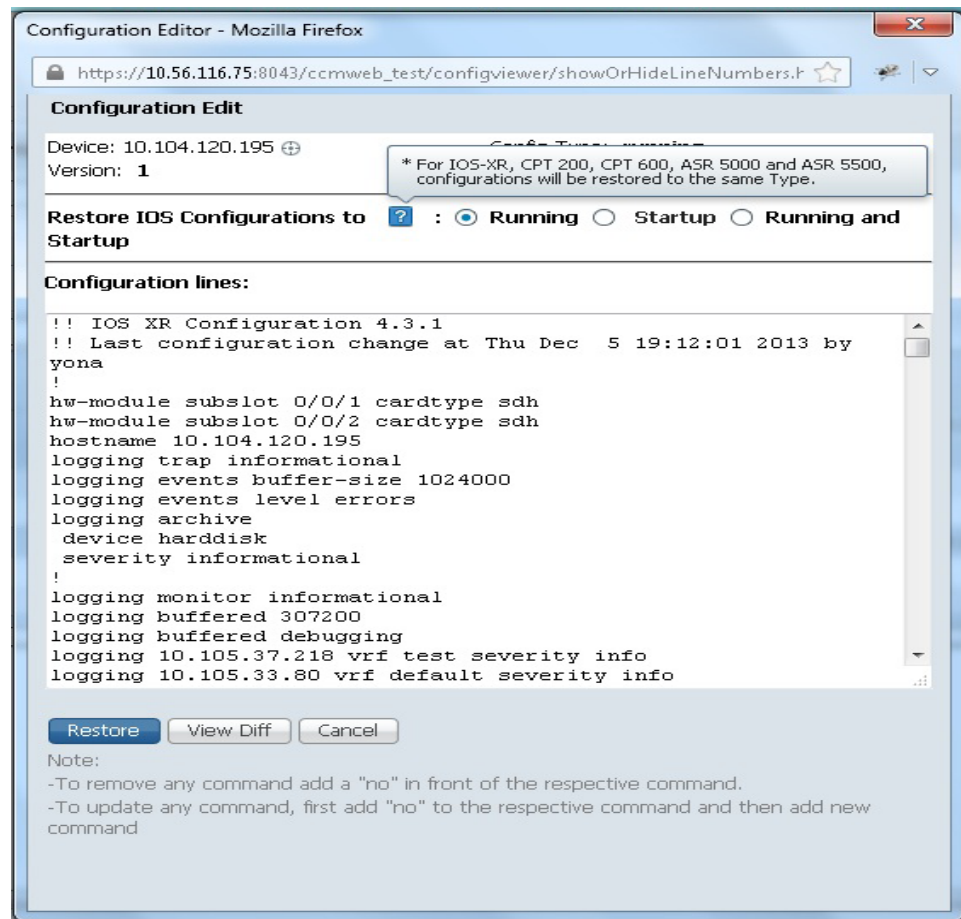 Configuration Editor - Mozilla Firefox
https://10.56.116.75:8043/ccmweb_test/configviewer/showOrHideLineNumbers.h
Configuration Edit
Device: 10.104.120.195
* For IOS-XR, CPT 200, CPT 600, ASR 5000 and ASR 5500,
configurations will be restored to the same Type.
Version: 1
Restore IOS Configurations to ? : Running Startup Running and
Startup
Configuration lines:
!! IOS XR Configuration 4.3.1
!! Last configuration change at Thu Dec  5 19:12:01 2013 by
yona
!
hw-module subslot 0/0/1 cardtype sdh
hw-module subslot 0/0/2 cardtype sdh
hostname 10.104.120.195
logging trap informational
logging events buffer-size 1024000
logging events level errors
logging archive
 device harddisk
 severity informational
!
logging monitor informational
logging buffered 307200
logging buffered debugging
logging 10.105.37.218 vrf test severity info
logging 10.105.33.80 vrf default severity info
Restore View Diff Cancel
Note:
-To remove any command add a "no" in front of the respective command.
-To update any command, first add "no" to the respective command and then add new
command